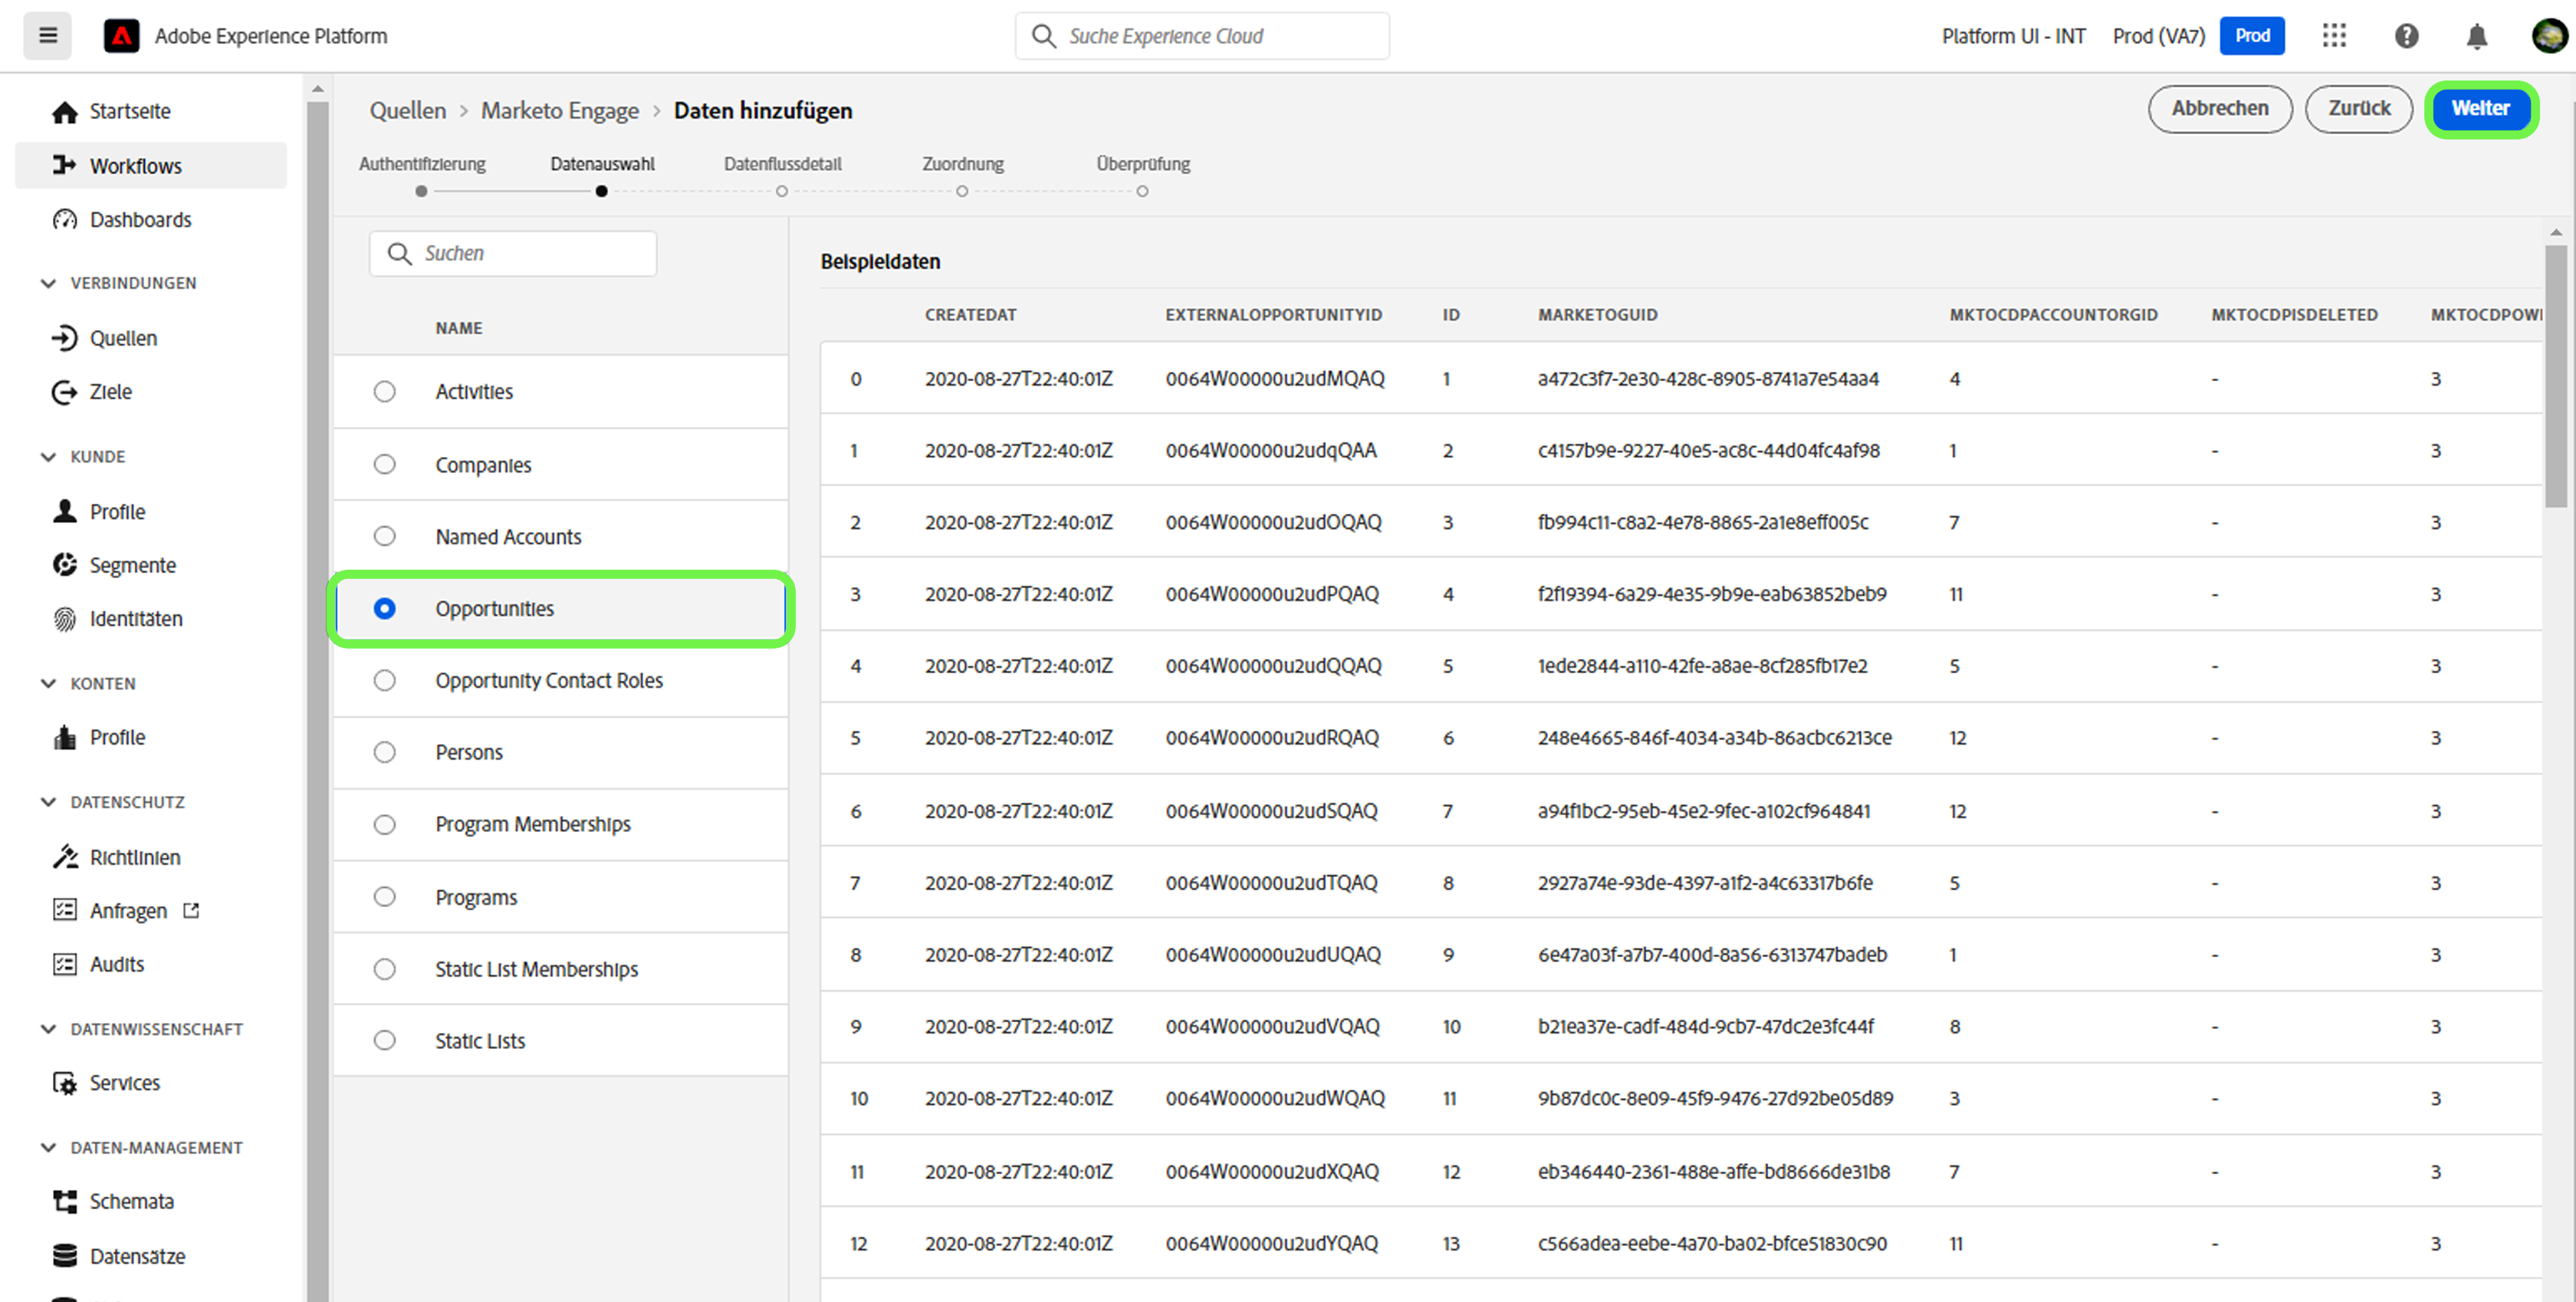 Adobe Experience Platform
Suche Experience Cloud
Platform UI - INT
Prod (VA7)
Prod
Startseite
Workflows
Dashboards
VERBINDUNGEN
Quellen
Ziele
KUNDE
Profile
Segmente
Identitäten
KONTEN
Profile
DATENSCHUTZ
Richtlinien
Anfragen
Audits
DATENWISSENSCHAFT
Services
DATEN-MANAGEMENT
Schemata
Datensätze
Quellen > Marketo Engage > Daten hinzufügen
Abbrechen
Zurück
Weiter
Authentifizierung
Datenauswahl
Datenflussdetail
Zuordnung
Überprüfung
Suchen
NAME
Activities
Companies
Named Accounts
Opportunities
Opportunity Contact Roles
Persons
Program Memberships
Programs
Static List Memberships
Static Lists
Beispieldaten
CREATEDAT EXTERNALOPPORTUNITYID ID MARKETOGUID MKTOCDPACCOUNTORGID MKTOCDPISDELETED MKTOCDPOWI
0 2020-08-27T22:40:01Z 0064W00000u2udMQAQ 1 a472c3f7-2e30-428c-8905-8741a7e54aa4 4 - 3
1 2020-08-27T22:40:01Z 0064W00000u2udqQAA 2 c4157b9e-9227-40e5-ac8c-44d04fc4af98 1 - 3
2 2020-08-27T22:40:01Z 0064W00000u2udOQAQ 3 fb994c11-c8a2-4e78-8865-2a1e8eff005c 7 - 3
3 2020-08-27T22:40:01Z 0064W00000u2udPQAQ 4 f2f19394-6a29-4e35-9b9e-eab63852beb9 11 - 3
4 2020-08-27T22:40:01Z 0064W00000u2udQQAQ 5 1ede2844-a110-42fe-a8ae-8cf285fb17e2 5 - 3
5 2020-08-27T22:40:01Z 0064W00000u2udRQAQ 6 248e4665-846f-4034-a34b-86acbc6213ce 12 - 3
6 2020-08-27T22:40:01Z 0064W00000u2udSQAQ 7 a94f1bc2-95eb-45e2-9fec-a102cf964841 12 - 3
7 2020-08-27T22:40:01Z 0064W00000u2udTQAQ 8 2927a74e-93de-4397-a1f2-a4c63317b6fe 5 - 3
8 2020-08-27T22:40:01Z 0064W00000u2udUQAQ 9 6e47a03f-a7b7-400d-8a56-6313747badeb 1 - 3
9 2020-08-27T22:40:01Z 0064W00000u2udVQAQ 10 b21ea37e-cadf-484d-9cb7-47dc2e3fc44f 8 - 3
10 2020-08-27T22:40:01Z 0064W00000u2udWQAQ 11 9b87dc0c-8e09-45f9-9476-27d92be05d89 3 - 3
11 2020-08-27T22:40:01Z 0064W00000u2udXQAQ 12 eb346440-2361-488e-affe-bd8666de31b8 7 - 3
12 2020-08-27T22:40:01Z 0064W00000u2udYQAQ 13 c566adea-eebe-4a70-ba02-bfce51830c90 11 - 3